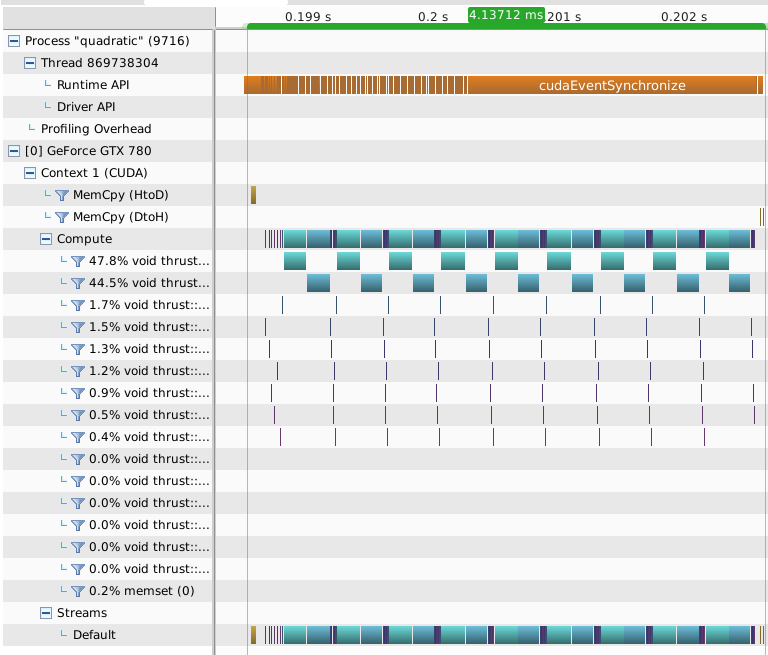 0.199 s 0.2 s 4.13712 ms 201 s 0.202 s
Process "quadratic" (9716)
Thread 869738304
Runtime API cudaEventSynchronize
Driver API
Profiling Overhead
[0] GeForce GTX 780
Context 1 (CUDA)
MemCpy (HtoD)
MemCpy (DtoH)
Compute
47.8% void thrust...
44.5% void thrust...
1.7% void thrust::...
1.5% void thrust::...
1.3% void thrust::...
1.2% void thrust::...
0.9% void thrust::...
0.5% void thrust::...
0.4% void thrust::...
0.0% void thrust::...
0.0% void thrust::...
0.0% void thrust::...
0.0% void thrust::...
0.0% void thrust::...
0.0% void thrust::...
0.2% memset (0)
Streams
Default